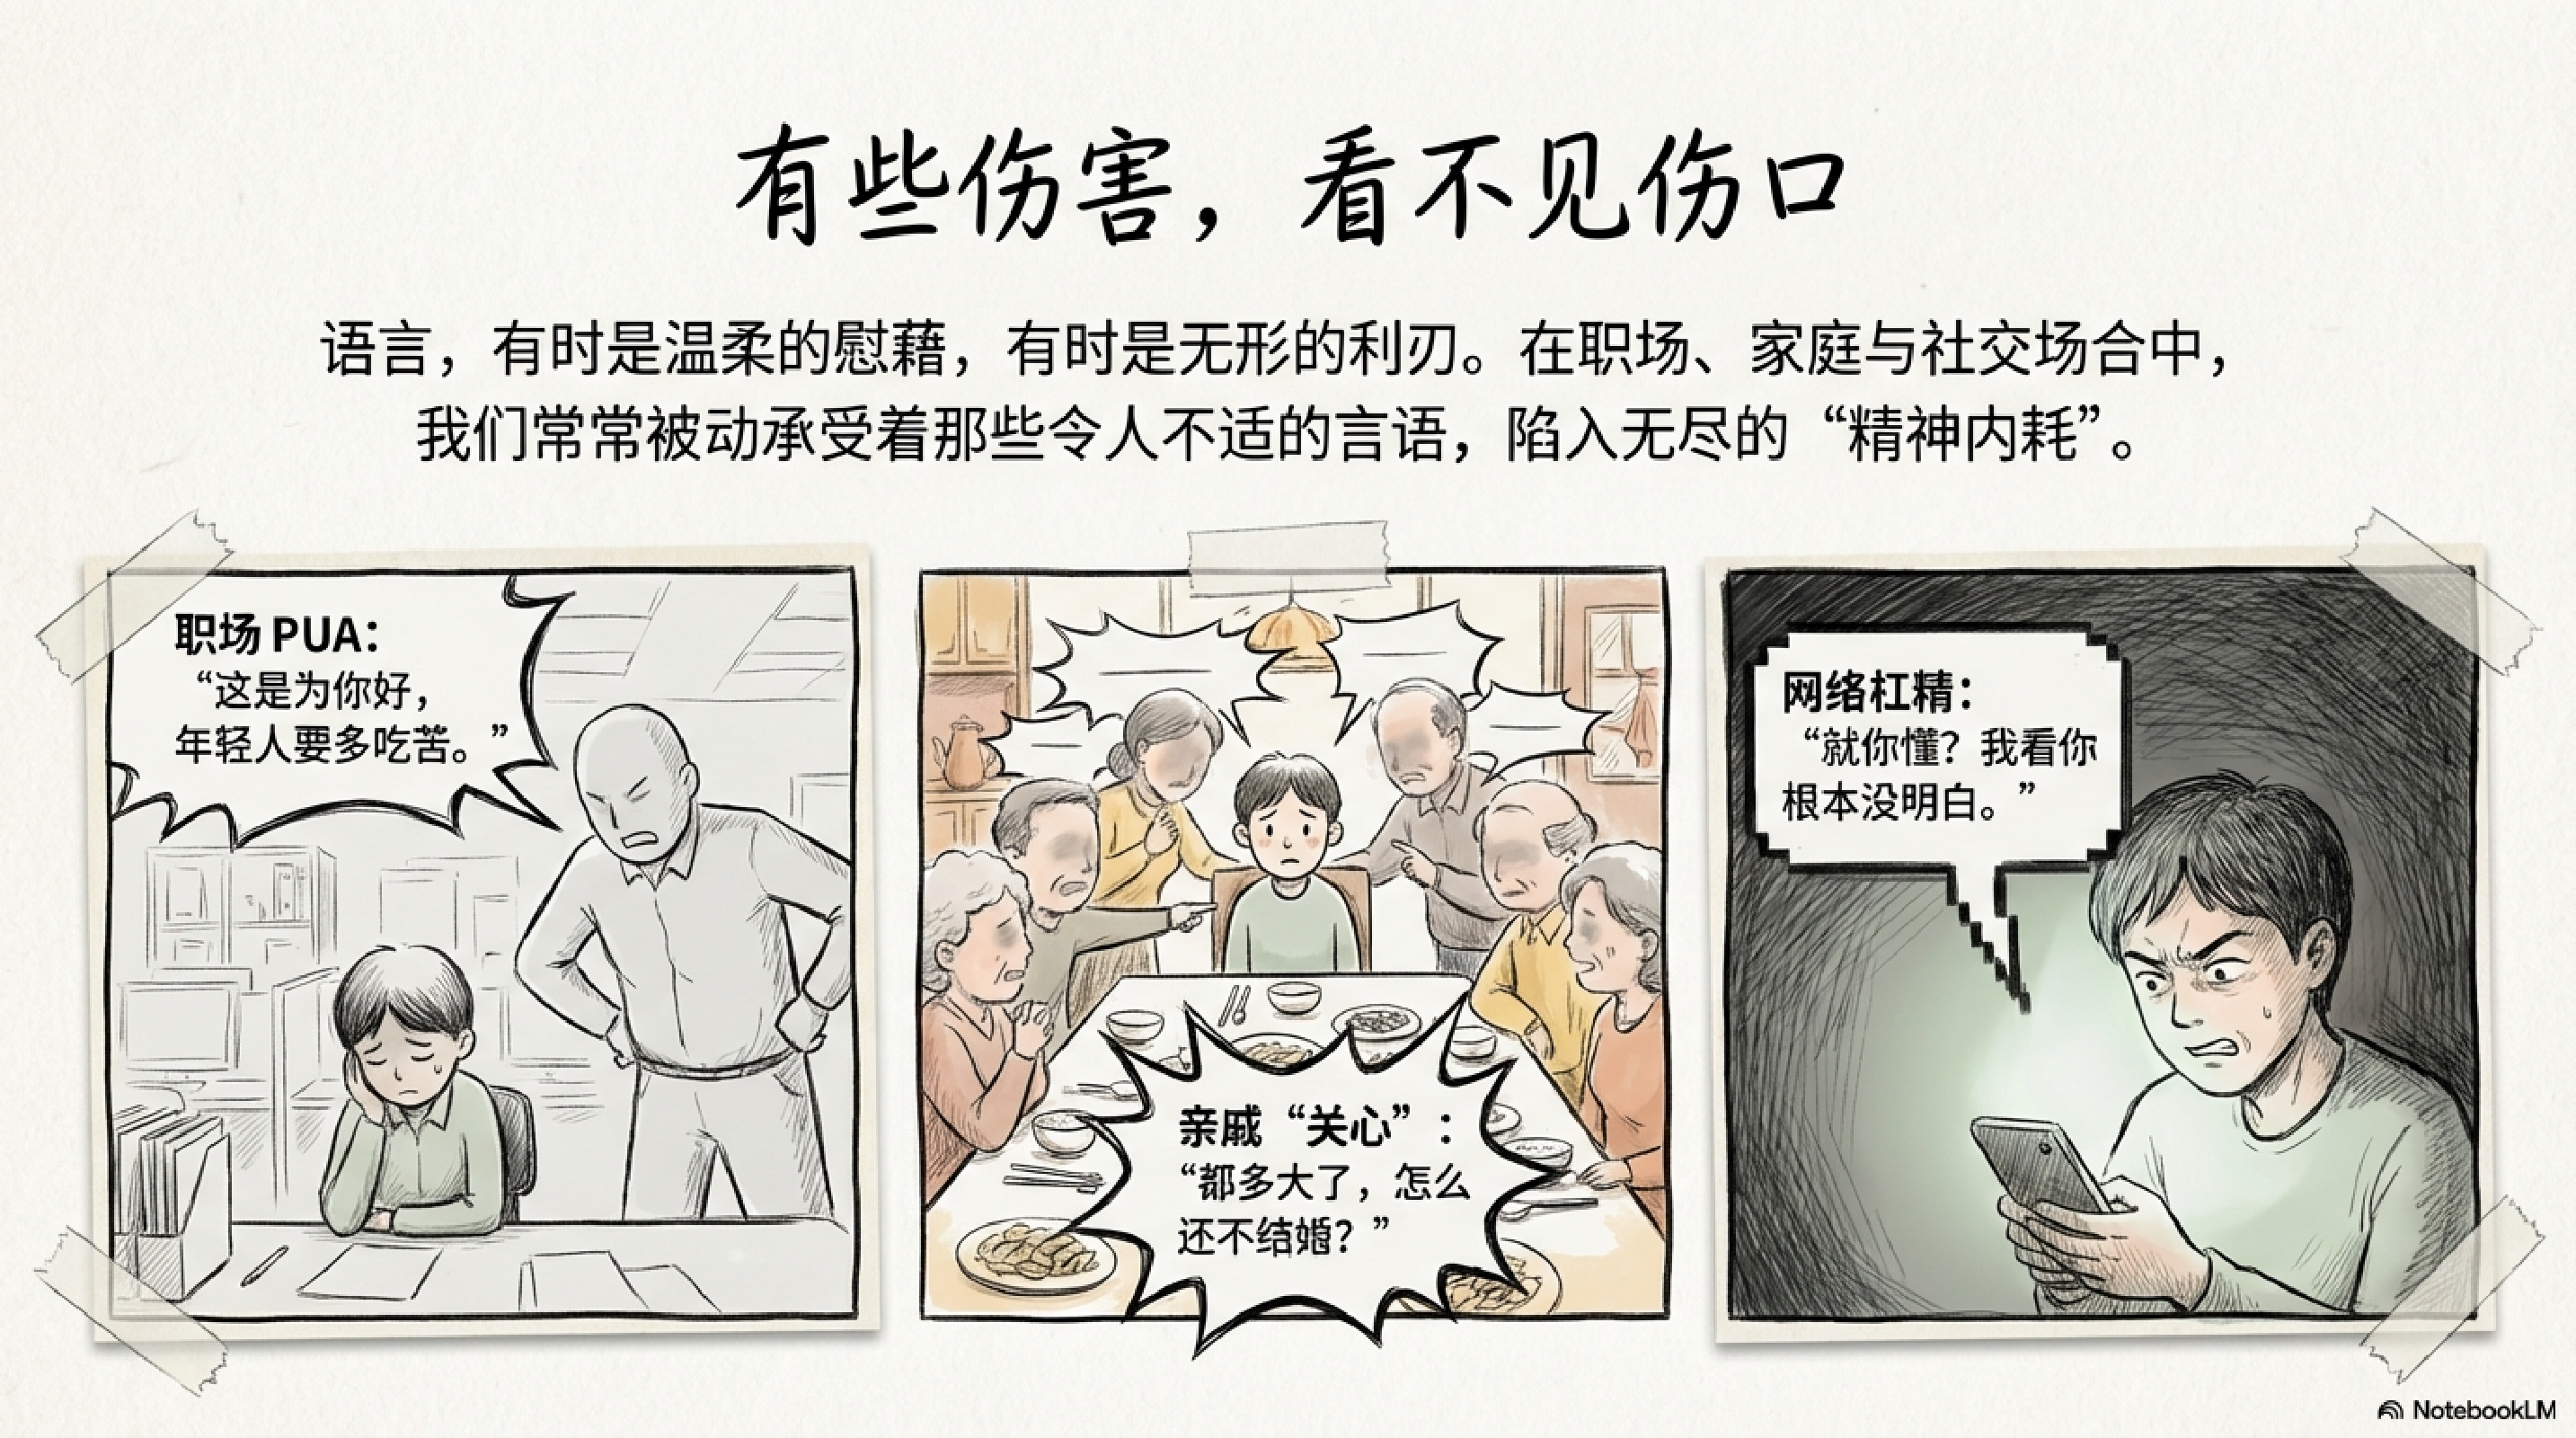 有些伤害，看不见伤口
语言，有时是温柔的慰藉，有时是无形的利刃。在职场、家庭与社交场合中，
我们常常被动承受着那些令人不适的言语，陷入无尽的“精神内耗”。
职场 PUA：
“这是为你好，
年轻人要多吃苦。”
亲戚“关心”：
“都多大了，怎么
还不结婚？”
网络杠精：
“就你懂？我看你
根本没明白。”
NotebookLM